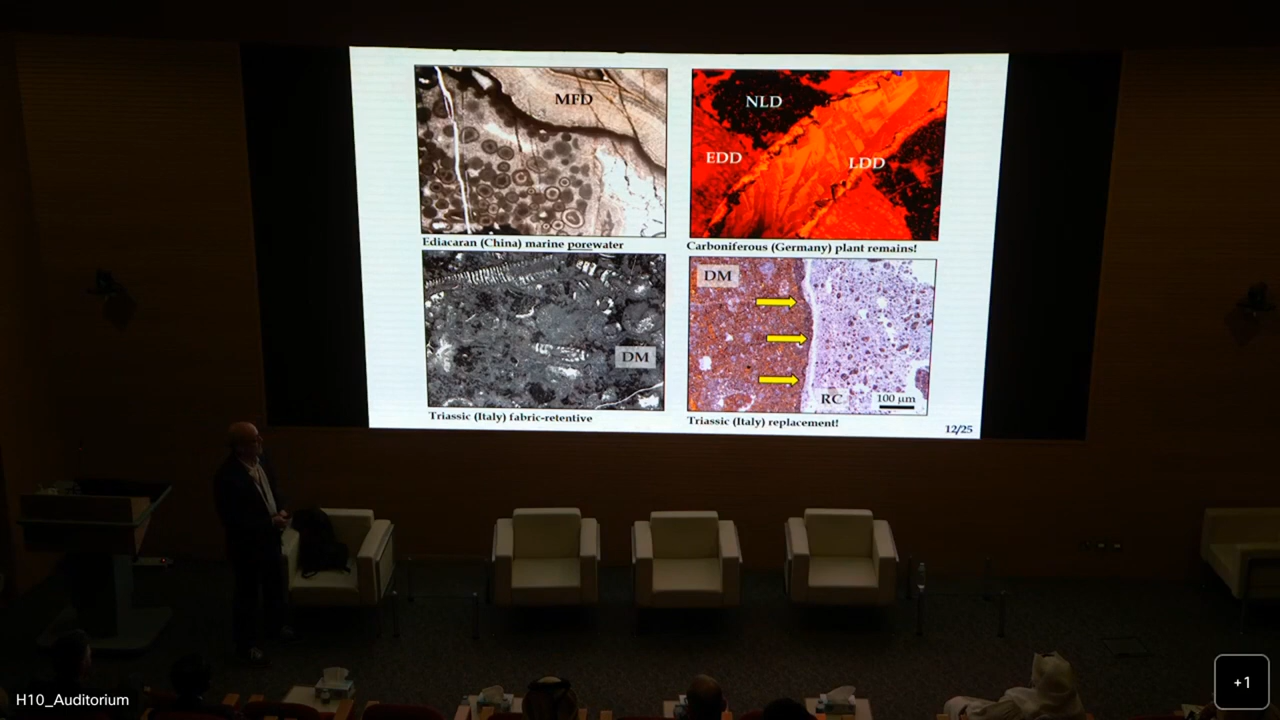 MFD
Ediacaran (China) marine porewater
NLD
EDD
LDD
Carboniferous (Germany) plant remains!
DM
Triassic (Italy) fabric-retentive
DM
RC
100 µm
Triassic (Italy) replacement!
12/25
H10_Auditorium
+1